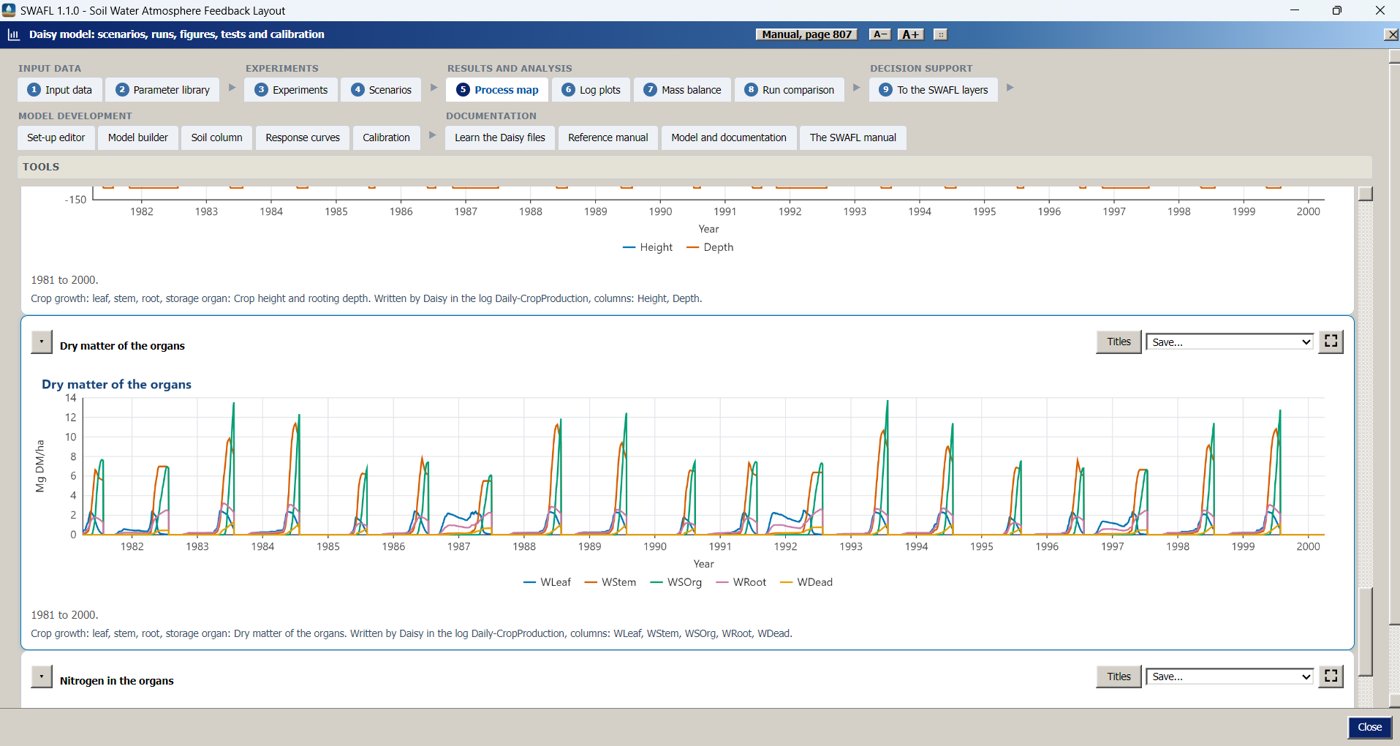 SWAFL 1.1.0 - Soil Water Atmosphere Feedback Layout
Daisy model: scenarios, runs, figures, tests and calibration
Manual, page 807
A−
A+
INPUT DATA
EXPERIMENTS
RESULTS AND ANALYSIS
DECISION SUPPORT
1 Input data
2 Parameter library
3 Experiments
4 Scenarios
5 Process map
6 Log plots
7 Mass balance
8 Run comparison
9 To the SWAFL layers
MODEL DEVELOPMENT
DOCUMENTATION
Set-up editor
Model builder
Soil column
Response curves
Calibration
Learn the Daisy files
Reference manual
Model and documentation
The SWAFL manual
TOOLS
-150
1982 1983 1984 1985 1986 1987 1988 1989 1990 1991 1992 1993 1994 1995 1996 1997 1998 1999 2000
Year
Height Depth
1981 to 2000.
Crop growth: leaf, stem, root, storage organ: Crop height and rooting depth. Written by Daisy in the log Daily-CropProduction, columns: Height, Depth.
Dry matter of the organs
Titles
Save...
Dry matter of the organs
Mg DM/ha
14
12
10
8
6
4
2
0
1982 1983 1984 1985 1986 1987 1988 1989 1990 1991 1992 1993 1994 1995 1996 1997 1998 1999 2000
Year
WLeaf WStem WSOrg WRoot WDead
1981 to 2000.
Crop growth: leaf, stem, root, storage organ: Dry matter of the organs. Written by Daisy in the log Daily-CropProduction, columns: WLeaf, WStem, WSOrg, WRoot, WDead.
Nitrogen in the organs
Titles
Save...
Close